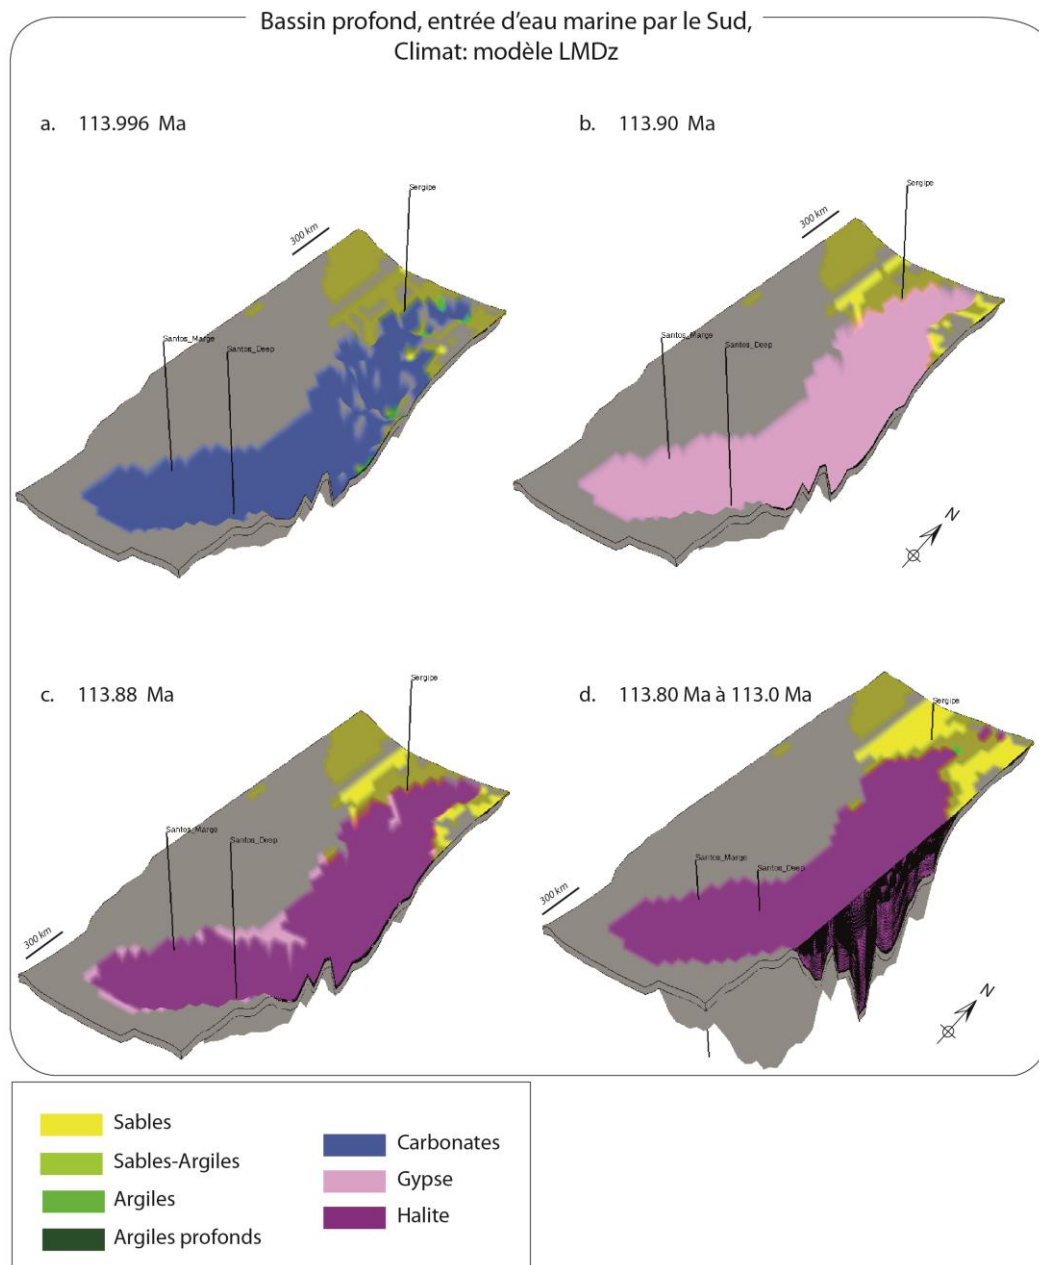 Bassin profond, entrée d'eau marine par le Sud,
Climat: modèle LMDz
a. 113.996 Ma
b. 113.90 Ma
Sergipe
300 km
Santos_Marge
Santos_Deep
Sergipe
300 km
Santos_Marge
Santos_Deep
N
c. 113.88 Ma
d. 113.80 Ma à 113.0 Ma
Sergipe
Santos_Marge
Santos_Deep
300 km
Sergipe
Santos_Marge
Santos_Deep
300 km
N
Sables
Sables-Argiles
Argiles
Argiles profonds
Carbonates
Gypse
Halite